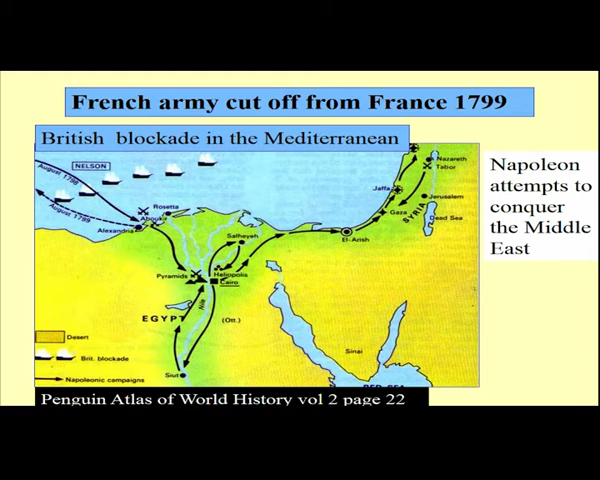 French army cut off from France 1799
British blockade in the Mediterranean
Napoleon
attempts to
conquer
the Middle
East
NELSON
August 1798
August 1799
Rosetta
Abouk
Alexandria
Salheyeh
Pyramids
Heliopolis
Cairo
Nile
EGYPT
(Ott.)
Siut
El-Arish
Gaza
Jaffa
SYRIA
Nazareth
Tabor
Jerusalem
Dead Sea
Sinai
RED SEA
Desert
Brit. blockade
Napoleonic campaigns
Penguin Atlas of World History vol 2 page 22